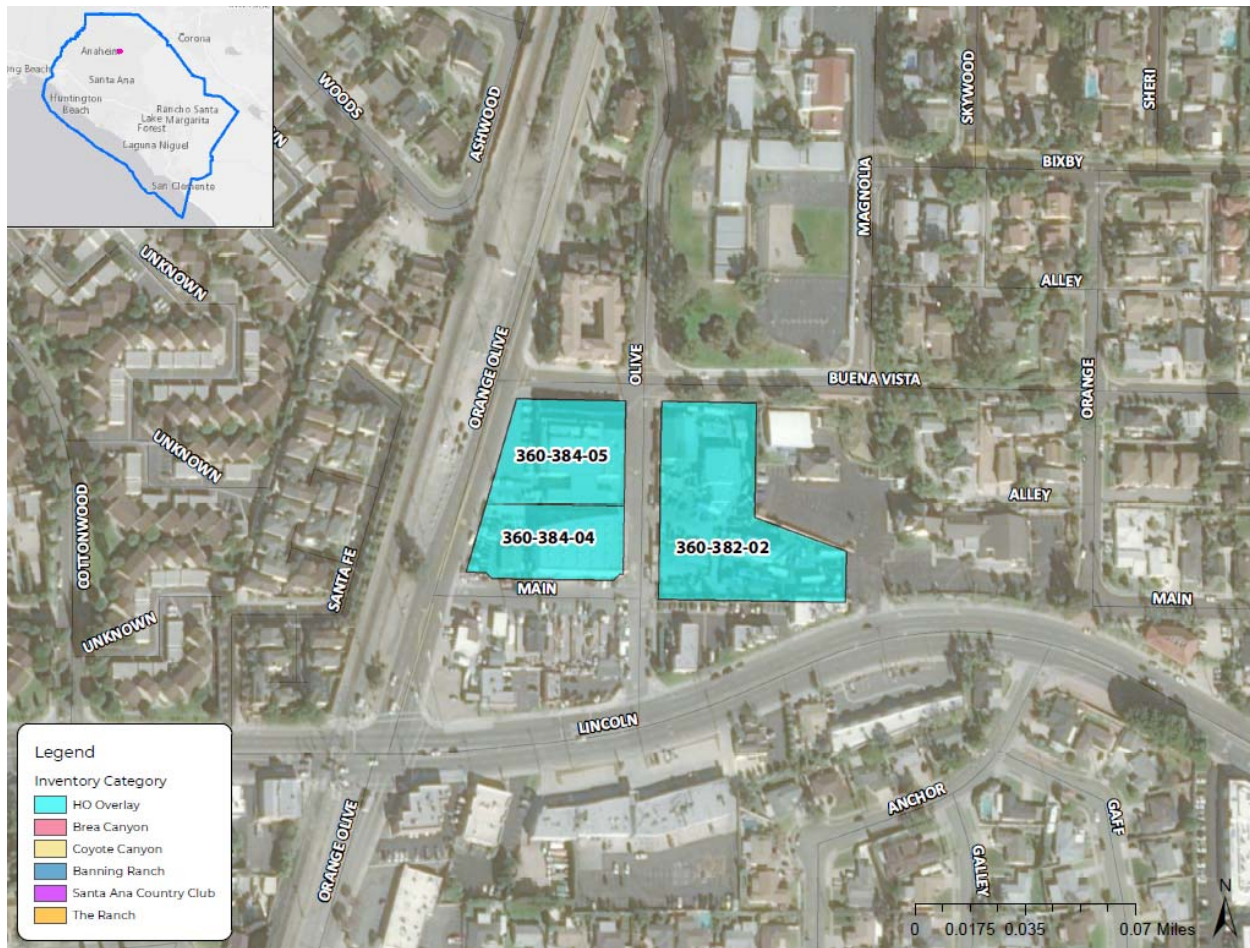 Corona
Anaheim
ong Beach
Santa Ana
Huntington
Beach
Rancho Santa
Lake Margarita
Forest
Laguna Niguel
San Clemente
WOODS
ASHWOOD
SKYWOOD
SHERI
BIXBY
MAGNOLIA
WN
UNKNOWN
ALLEY
ORANGE OLIVE
OLIVE
BUENA VISTA
ORANGE
360-384-05
UNKNOWN
COTTONWOOD
ALLEY
360-384-04
360-382-02
SANTA FE
MAIN
MAIN
UNKNOWN
LINCOLN
ORANGE OLIVE
ANCHOR
GALLEY
GAFF
Legend
Inventory Category
HO Overlay
Brea Canyon
Coyote Canyon
Banning Ranch
Santa Ana Country Club
The Ranch
N
0 0.0175 0.035 0.07 Miles